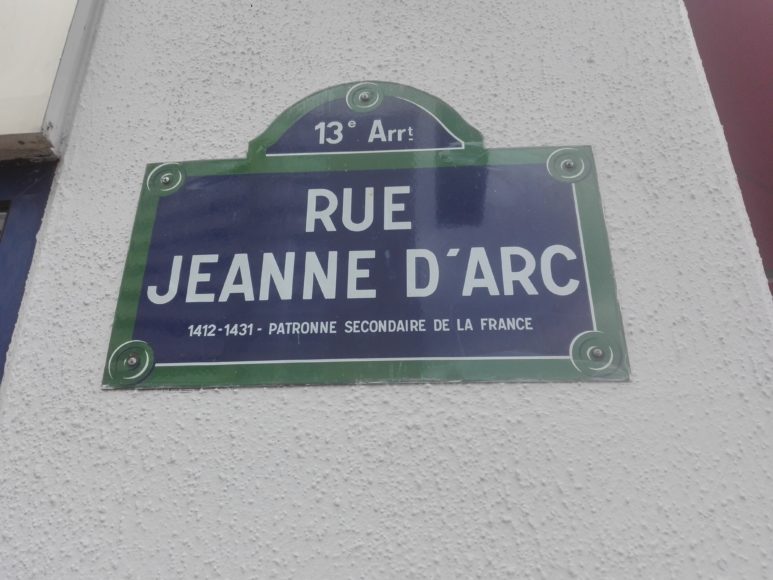 13e Arrt
RUE
JEANNE D'ARC
1412-1431 - PATRONNE SECONDAIRE DE LA FRANCE